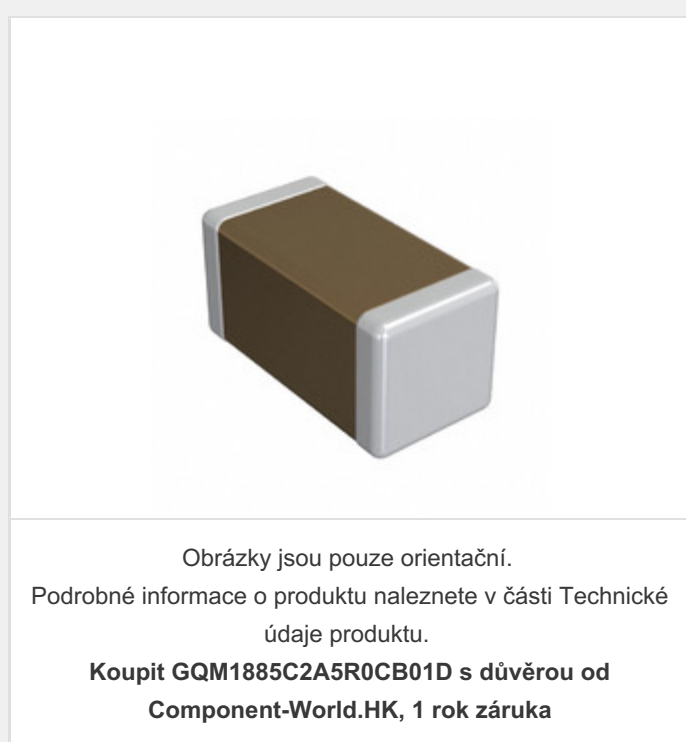 Obrázky jsou pouze orientační.
Podrobné informace o produktu naleznete v části Technické
údaje produktu.
Koupit GQM1885C2A5R0CB01D s důvěrou od
Component-World.HK, 1 rok záruka